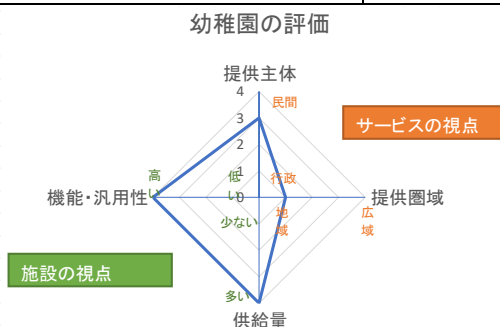 幼稚園の評価
提供主体
4
民間
3
サービスの視点
2
高い
低い
1
行政
機能・汎用性
0
提供圏域
少ない
地域
広域
施設の視点
多い
供給量